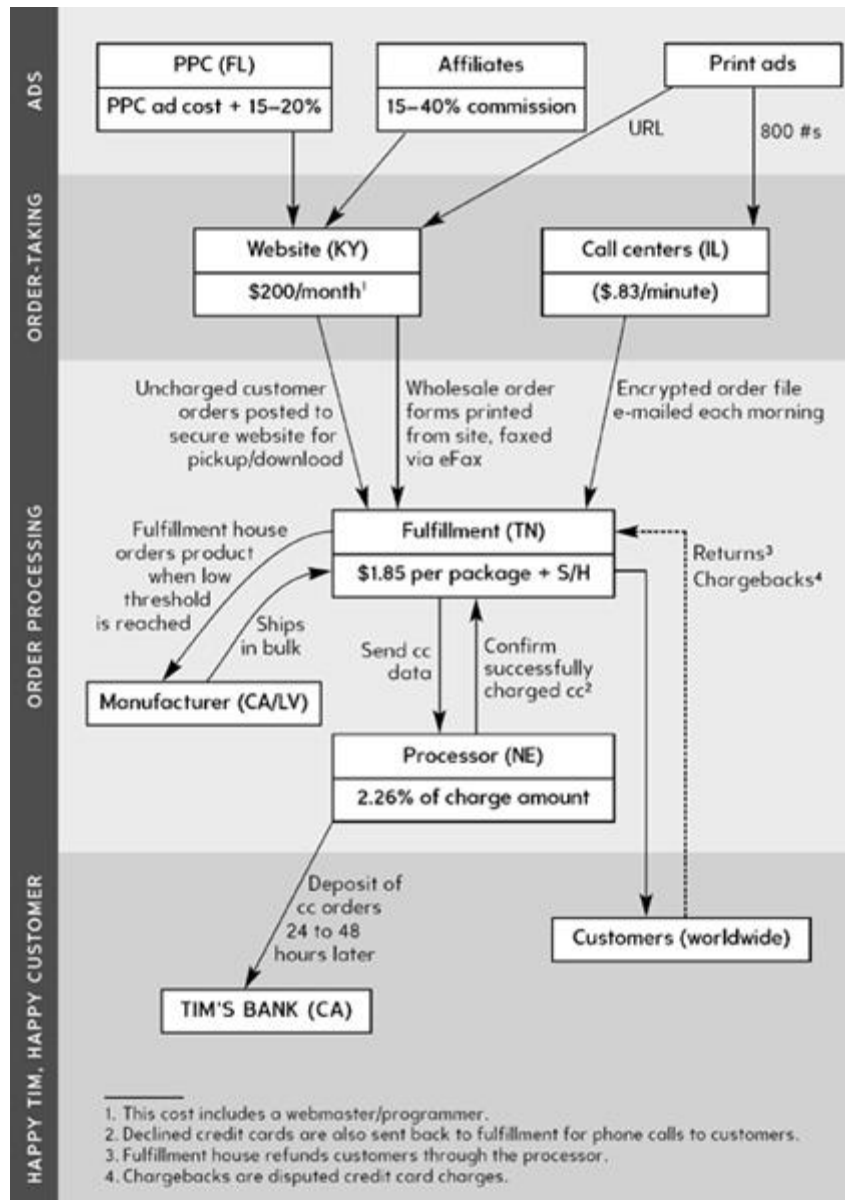 ADS
PPC (FL)
PPC ad cost + 15–20%
Affiliates
15–40% commission
Print ads
URL
800 #s
ORDER-TAKING
Website (KY)
$200/month¹
Call centers (IL)
($.83/minute)
ORDER PROCESSING
Uncharged customer
orders posted to
secure website for
pickup/download
Wholesale order
forms printed
from site, faxed
via eFax
Encrypted order file
e-mailed each morning
Fulfillment house
orders product
when low
threshold
is reached
Fulfillment (TN)
$1.85 per package + S/H
Returns³
Chargebacks⁴
Ships
in bulk
Send cc
data
Confirm
successfully
charged cc²
Manufacturer (CA/LV)
Processor (NE)
2.26% of charge amount
HAPPY TIM, HAPPY CUSTOMER
Deposit of
cc orders
24 to 48
hours later
Customers (worldwide)
TIM'S BANK (CA)
1. This cost includes a webmaster/programmer.
2. Declined credit cards are also sent back to fulfillment for phone calls to customers.
3. Fulfillment house refunds customers through the processor.
4. Chargebacks are disputed credit card charges.